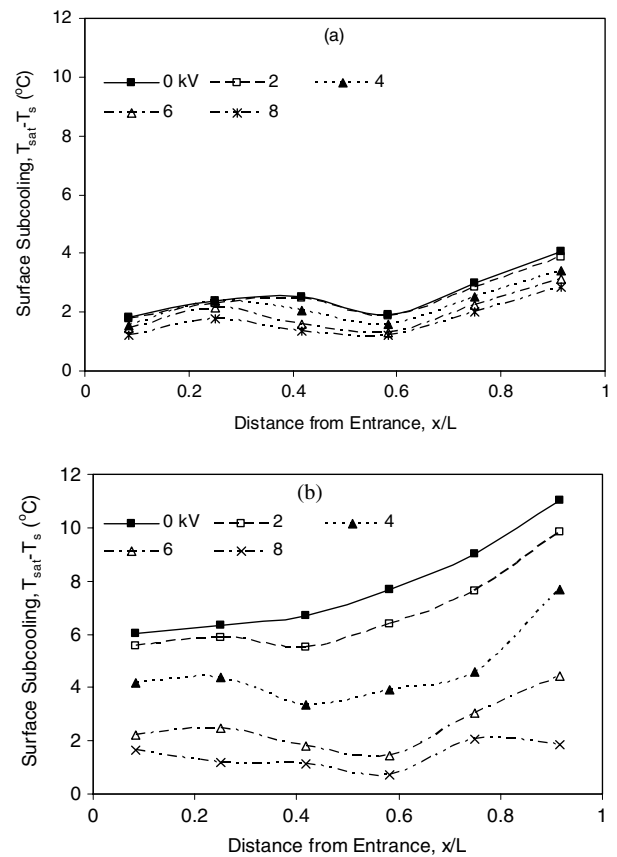 (a)
12
10
8
6
4
2
0
Surface Subcooling, Tsat-Ts (°C)
0 kV 2 4
6 8
0 0.2 0.4 0.6 0.8 1
Distance from Entrance, x/L
(b)
12
10
8
6
4
2
0
Surface Subcooling, Tsat-Ts (°C)
0 kV 2 4
6 8
0 0.2 0.4 0.6 0.8 1
Distance from Entrance, x/L